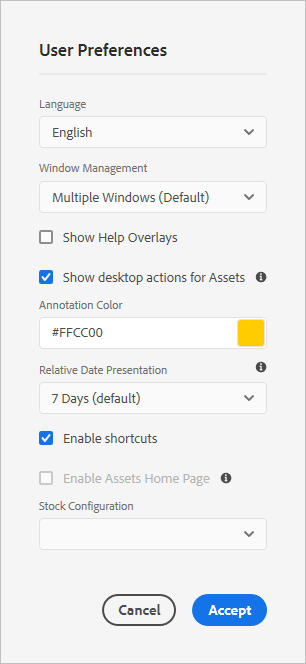 User Preferences
Language
English
Window Management
Multiple Windows (Default)
Show Help Overlays
Show desktop actions for Assets
Annotation Color
#FFCC00
Relative Date Presentation
7 Days (default)
Enable shortcuts
Enable Assets Home Page
Stock Configuration
Cancel Accept